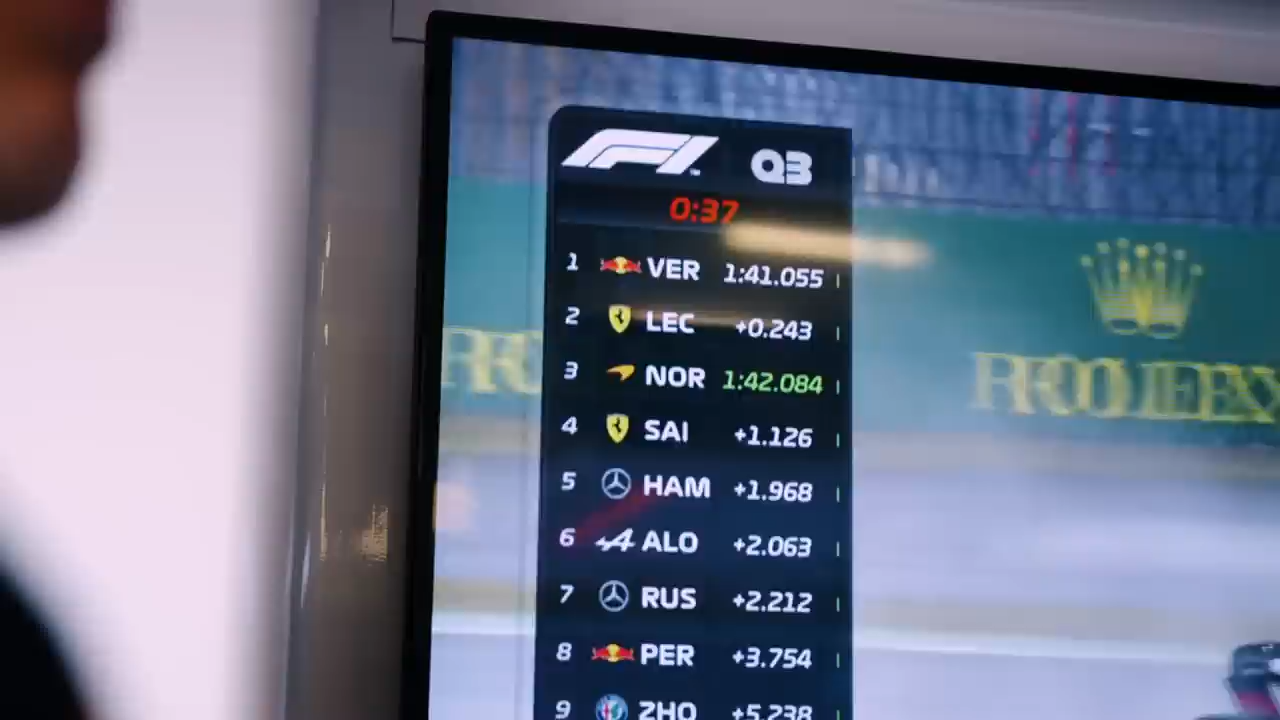 F1 Q3
0:37
1 VER 1:41.055
2 LEC +0.243
3 NOR 1:42.084
4 SAI +1.126
5 HAM +1.968
6 ALO +2.063
7 RUS +2.212
8 PER +3.754
9 ZHO +5.238